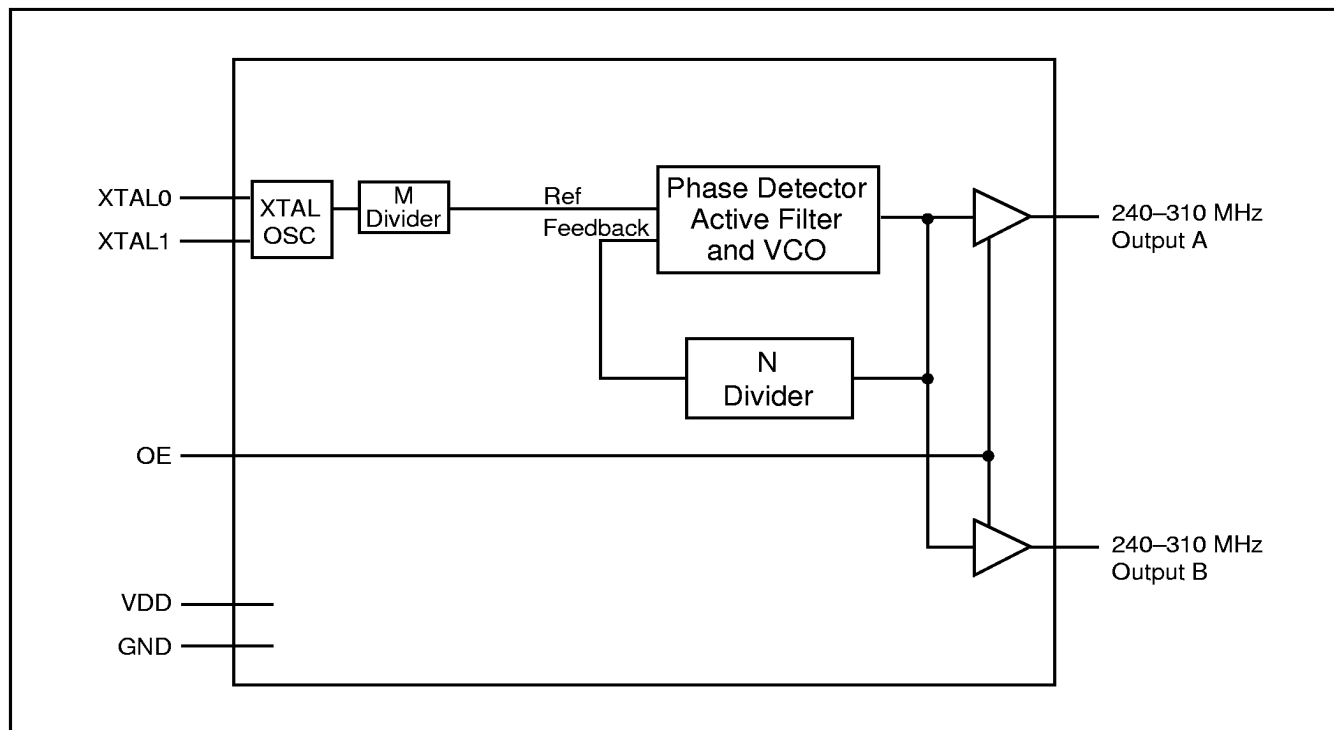 XTAL0
XTAL1
XTAL
OSC
M
Divider
Ref
Feedback
Phase Detector
Active Filter
and VCO
240–310 MHz
Output A
N
Divider
OE
240–310 MHz
Output B
VDD
GND